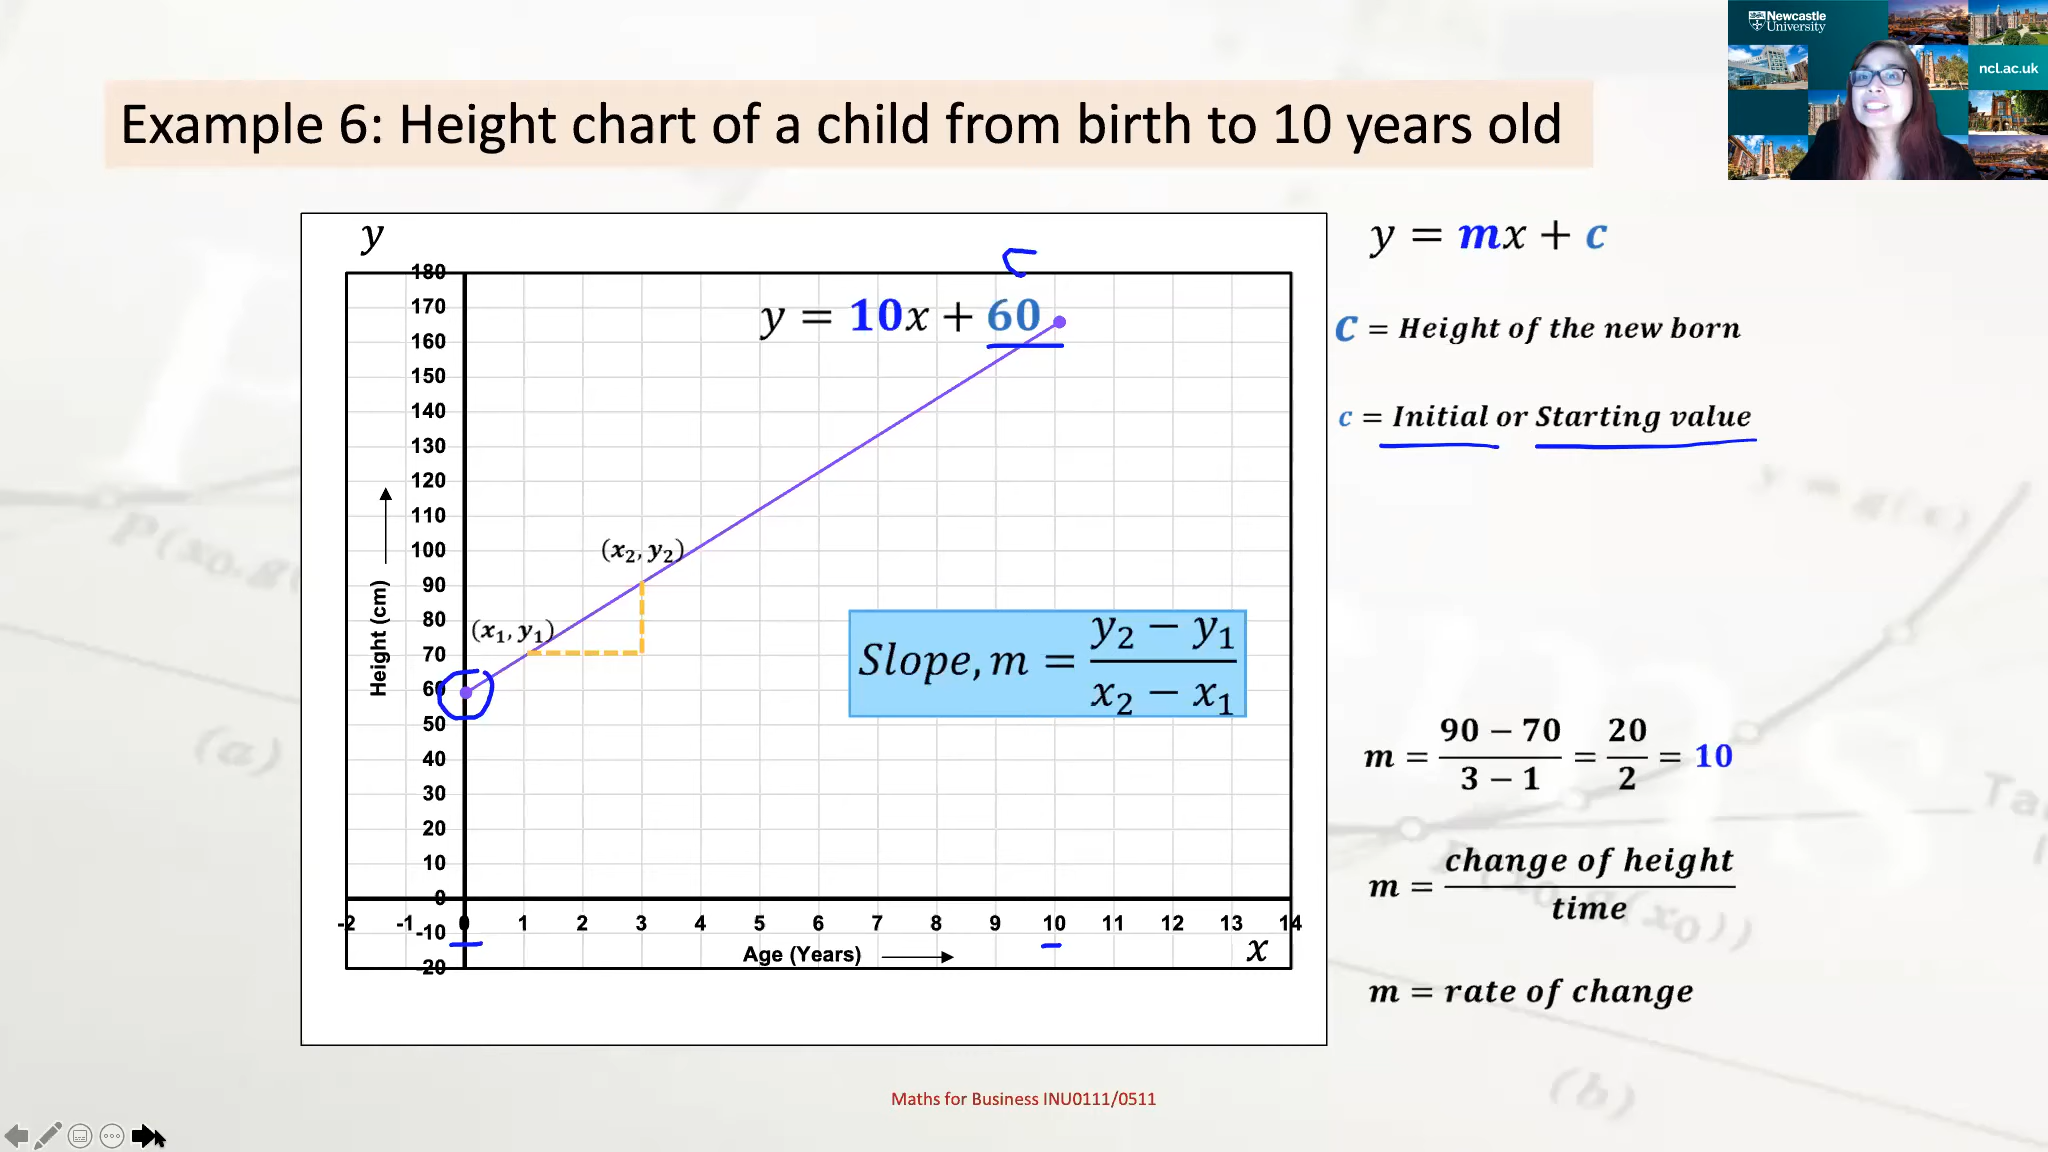 Newcastle
University
ncl.ac.uk
Example 6: Height chart of a child from birth to 10 years old
y
c
y = 10x + 60
180
170
160
150
140
130
120
110
100
90
80
70
60
50
40
30
20
10
0
-10
-20
Height (cm)
(x₂, y₂)
(x₁, y₁)
Slope, m = (y₂ − y₁)/(x₂ − x₁)
-2 -1 0 1 2 3 4 5 6 7 8 9 10 11 12 13 14
Age (Years)
x
y = mx + c
C = Height of the new born
c = Initial or Starting value
m = (90 − 70)/(3 − 1) = 20/2 = 10
m = change of height/time
m = rate of change
Maths for Business INU0111/0511
P(x₀, g(
(a)
y = g(x)
(b)